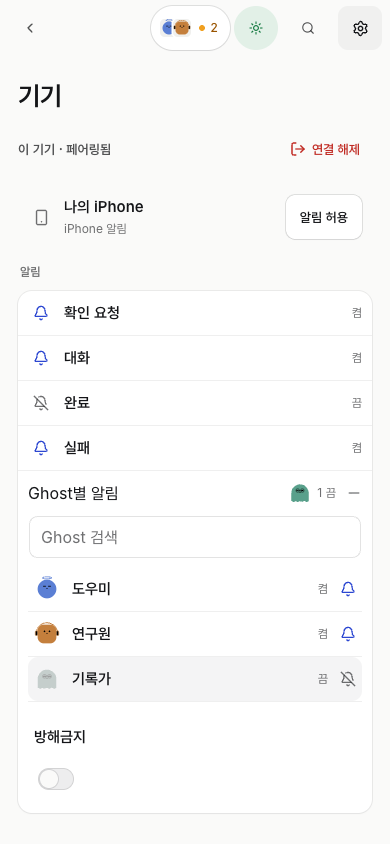 2
기기
이 기기 · 페어링됨
연결 해제
나의 iPhone
iPhone 알림
알림 허용
알림
확인 요청 켬
대화 켬
완료 끔
실패 켬
Ghost별 알림 1 끔
Ghost 검색
도우미 켬
연구원 켬
기록가 끔
방해금지